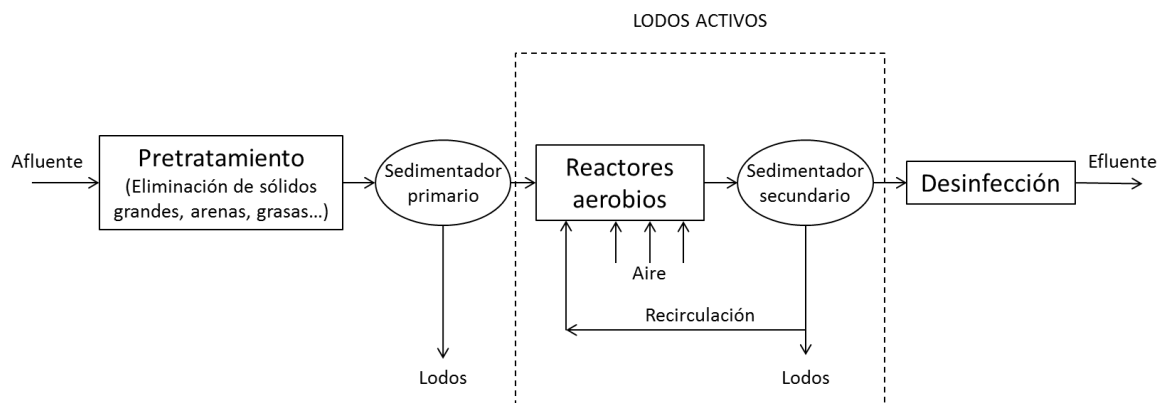 LODOS ACTIVOS
Afluente
Pretratamiento
(Eliminación de sólidos
grandes, arenas, grasas...)
Sedimentador
primario
Reactores
aerobios
Sedimentador
secundario
Desinfección
Efluente
Aire
Recirculación
Lodos
Lodos